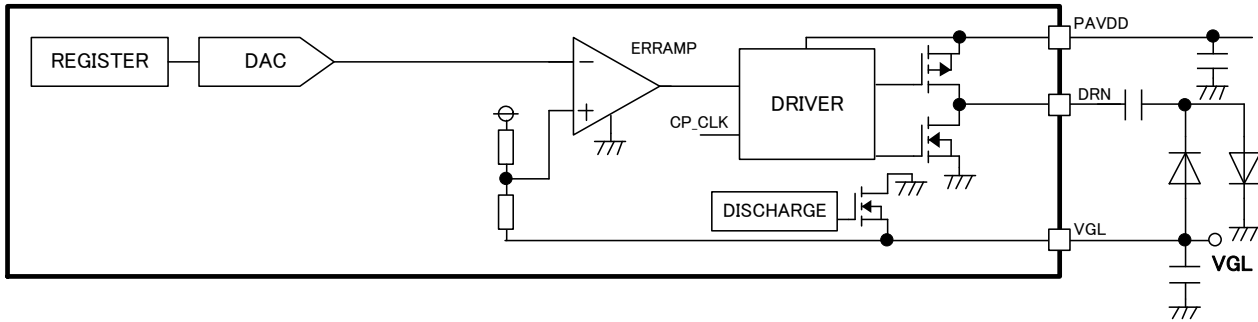 PAVDD
REGISTER
DAC
ERRAMP
−
+
DRIVER
CP_CLK
DRN
DISCHARGE
VGL
VGL